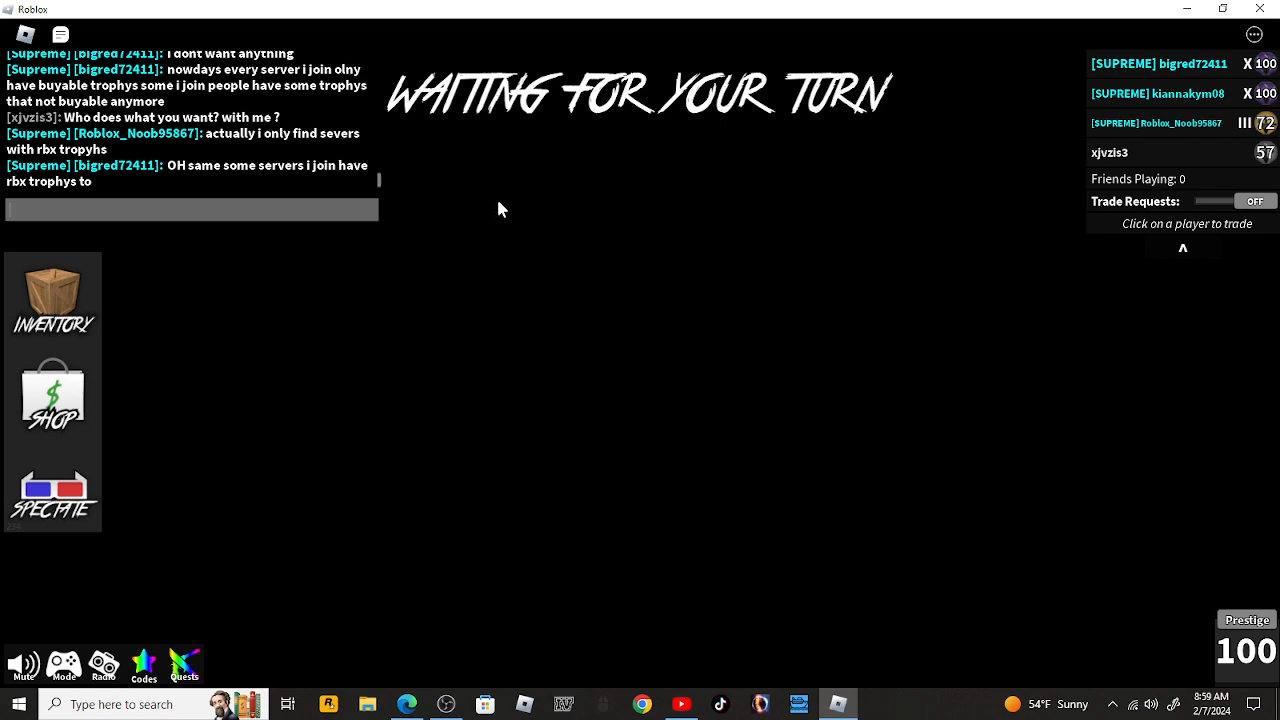 Roblox
[Supreme] [bigred72411]: i dont want anything
[Supreme] [bigred72411]: nowdays every server i join olny
have buyable trophys some i join people have some trophys
that not buyable anymore
[xjvzis3]: Who does what you want? with me ?
[Supreme] [Roblox_Noob95867]: actually i only find severs
with rbx tropyhs
[Supreme] [bigred72411]: OH same some servers i join have
rbx trophys to
WAITING FOR YOUR TURN
[SUPREME] bigred72411 X 100
[SUPREME] kiannakym08 X 100
[SUPREME] Roblox_Noob95867 III 72
xjvzis3 57
Friends Playing: 0
Trade Requests: OFF
Click on a player to trade
INVENTORY
$
SHOP
SPECTATE
Prestige
100
Mute Mode Radio Codes Quests
Type here to search
54°F Sunny
8:59 AM
2/7/2024